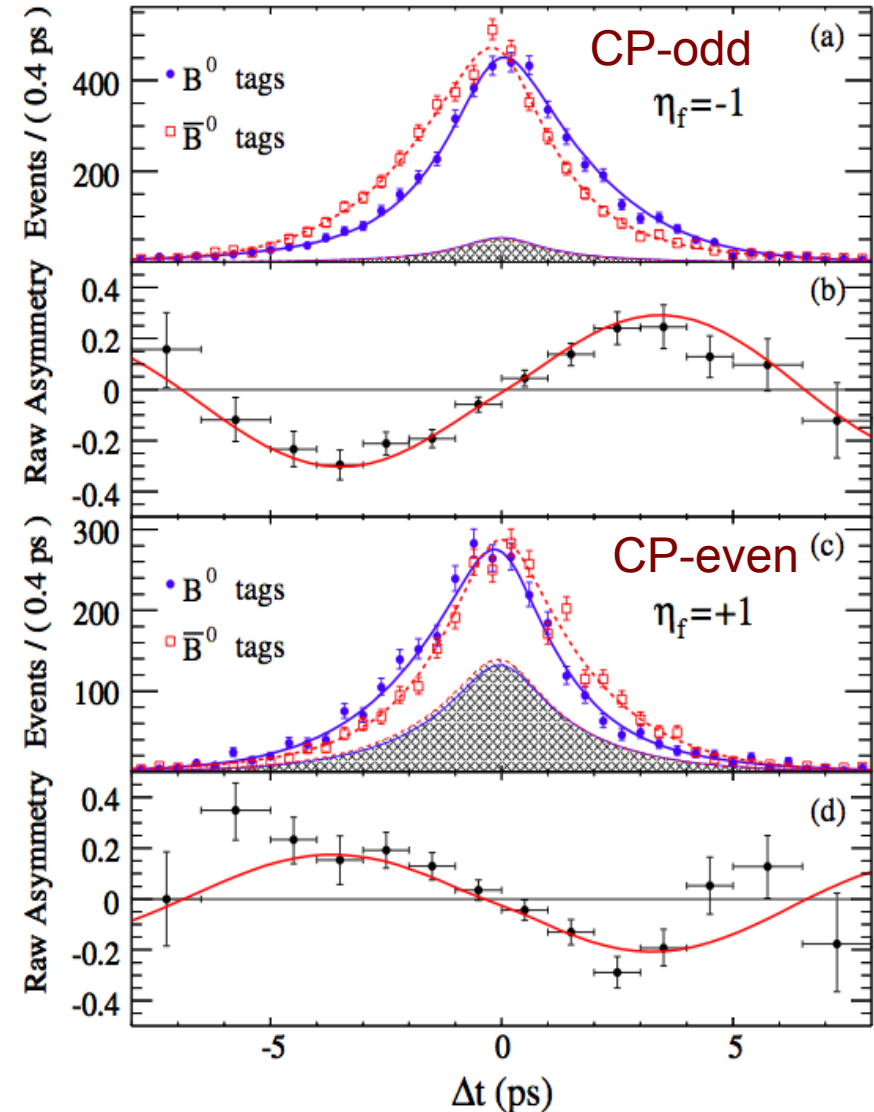 Events / ( 0.4 ps )
400
200
B⁰ tags
B̅⁰ tags
CP-odd
ηf=-1
(a)
Raw Asymmetry
0.4
0.2
0
-0.2
-0.4
(b)
Events / ( 0.4 ps )
300
200
100
B⁰ tags
B̅⁰ tags
CP-even
ηf=+1
(c)
Raw Asymmetry
0.4
0.2
0
-0.2
-0.4
(d)
-5 0 5
Δt (ps)